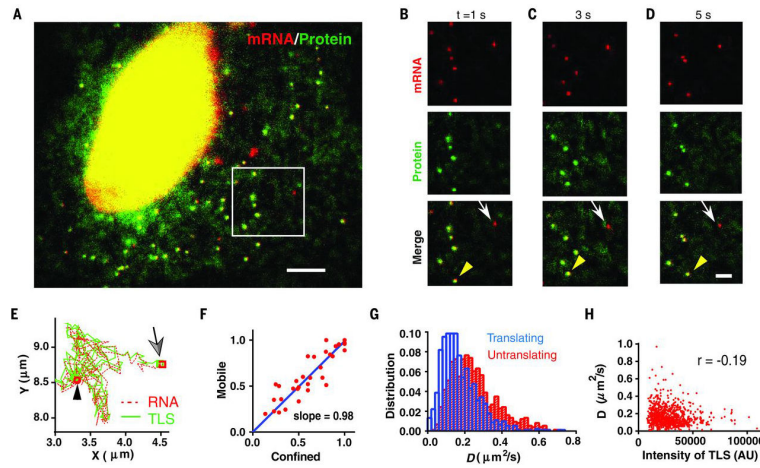 A
mRNA/Protein
B
t =1 s
C
3 s
D
5 s
mRNA
Protein
Merge
E
Y (μm)
9.0
8.5
8.0
3.0 3.5 4.0 4.5
X (μm)
RNA
TLS
F
Mobile
1.0
0.5
0.0
0.0 0.5 1.0
Confined
slope = 0.98
G
Distribution
0.10
0.08
0.06
0.04
0.02
0.00
0.0 0.2 0.4 0.6 0.8
D (μm²/s)
Translating
Untranslating
H
D (μm²/s)
1.0
0.8
0.6
0.4
0.2
0.0
0 50000 100000
Intensity of TLS (AU)
r = -0.19